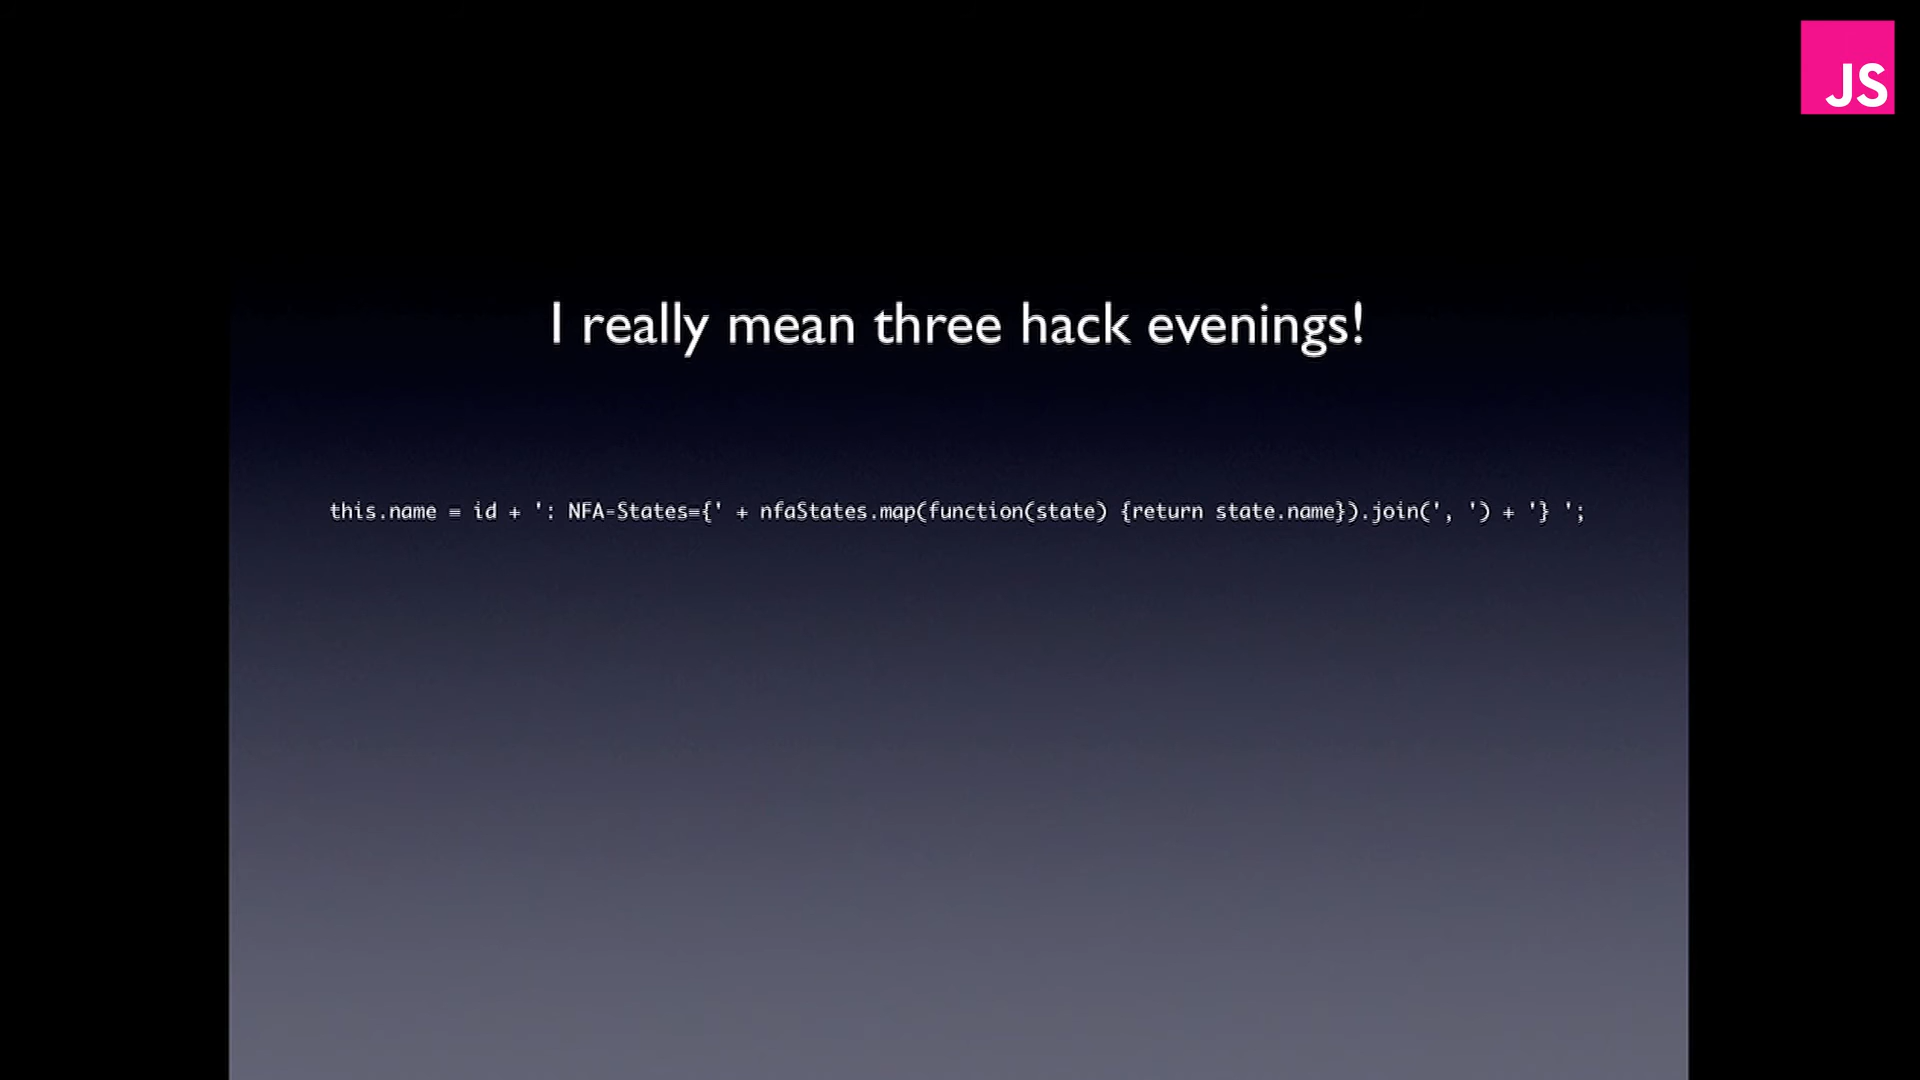 JS
I really mean three hack evenings!
this.name = id + ': NFA-States={' + nfaStates.map(function(state) {return state.name}).join(', ') + '} ';